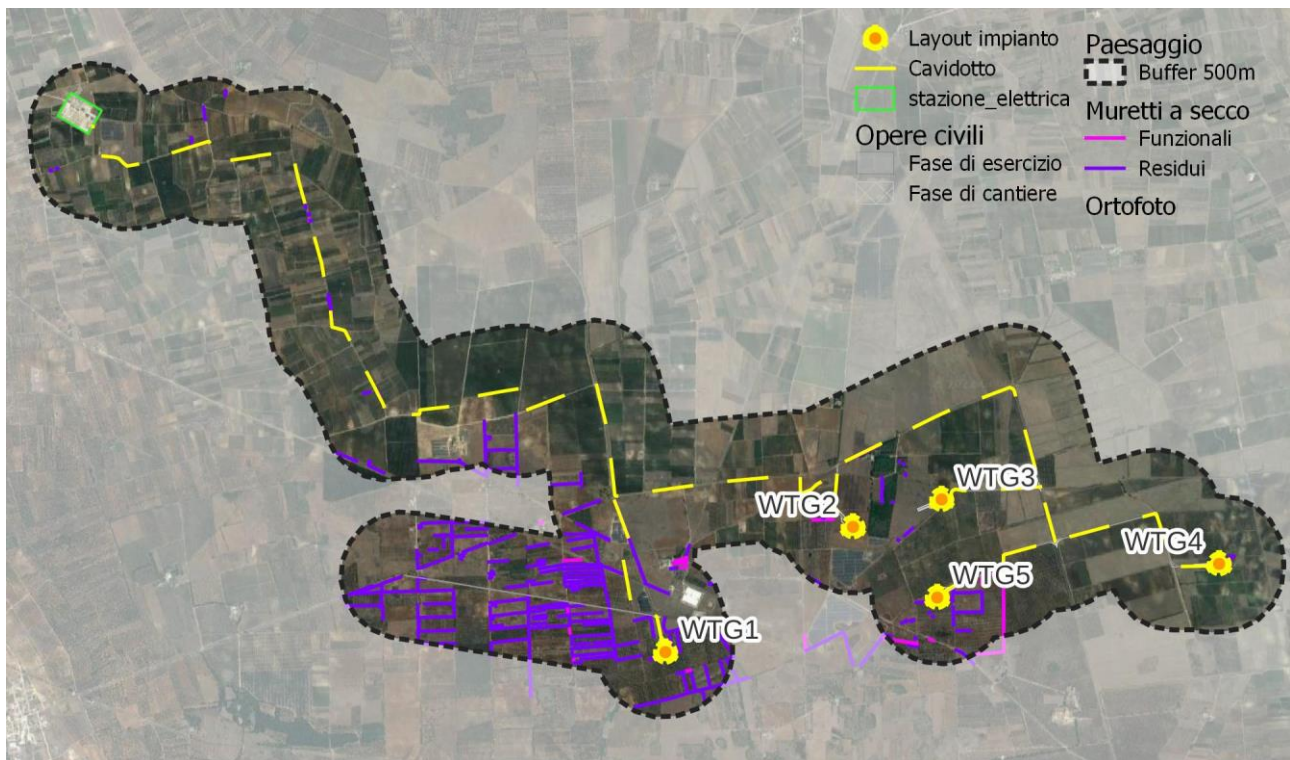 Layout impianto
Cavidotto
stazione_elettrica
Opere civili
Fase di esercizio
Fase di cantiere
Paesaggio
Buffer 500m
Muretti a secco
Funzionali
Residui
Ortofoto
WTG3
WTG2
WTG4
WTG5
WTG1